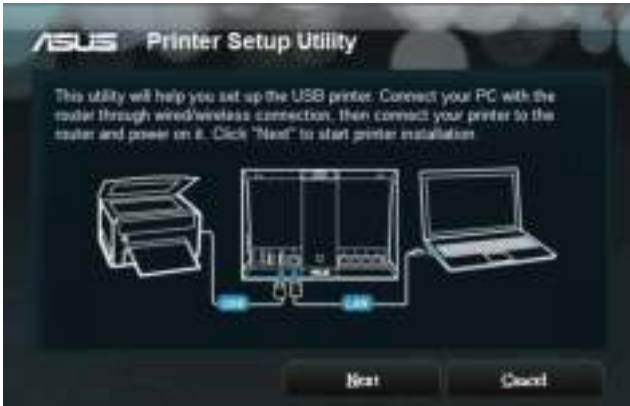 ASUS Printer Setup Utility
This utility will help you set up the USB printer. Connect your PC with the
router through wired/wireless connection, then connect your printer to the
router and power on it. Click "Next" to start printer installation
USB
LAN
Next
Cancel